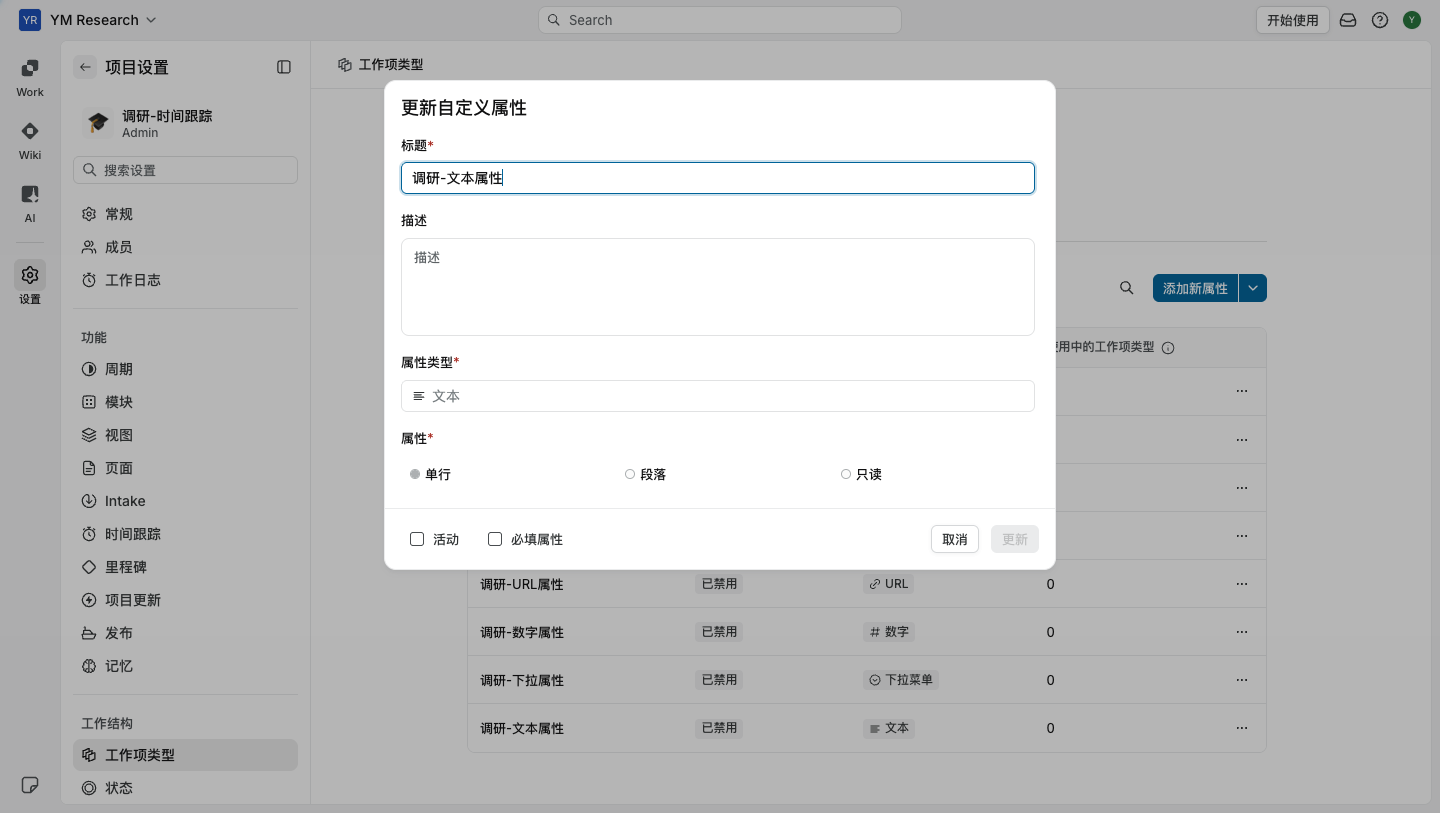 YR YM Research
Search
开始使用
Y
Work
Wiki
AI
设置
项目设置
调研-时间跟踪
Admin
搜索设置
常规
成员
工作日志
功能
周期
模块
视图
页面
Intake
时间跟踪
里程碑
项目更新
发布
记忆
工作结构
工作项类型
状态
工作项类型
更新自定义属性
标题*
调研-文本属性
描述
描述
属性类型*
文本
属性*
单行 段落 只读
活动 必填属性 取消 更新
添加新属性
用中的工作项类型
调研-URL属性 已禁用 URL 0
调研-数字属性 已禁用 数字 0
调研-下拉属性 已禁用 下拉菜单 0
调研-文本属性 已禁用 文本 0